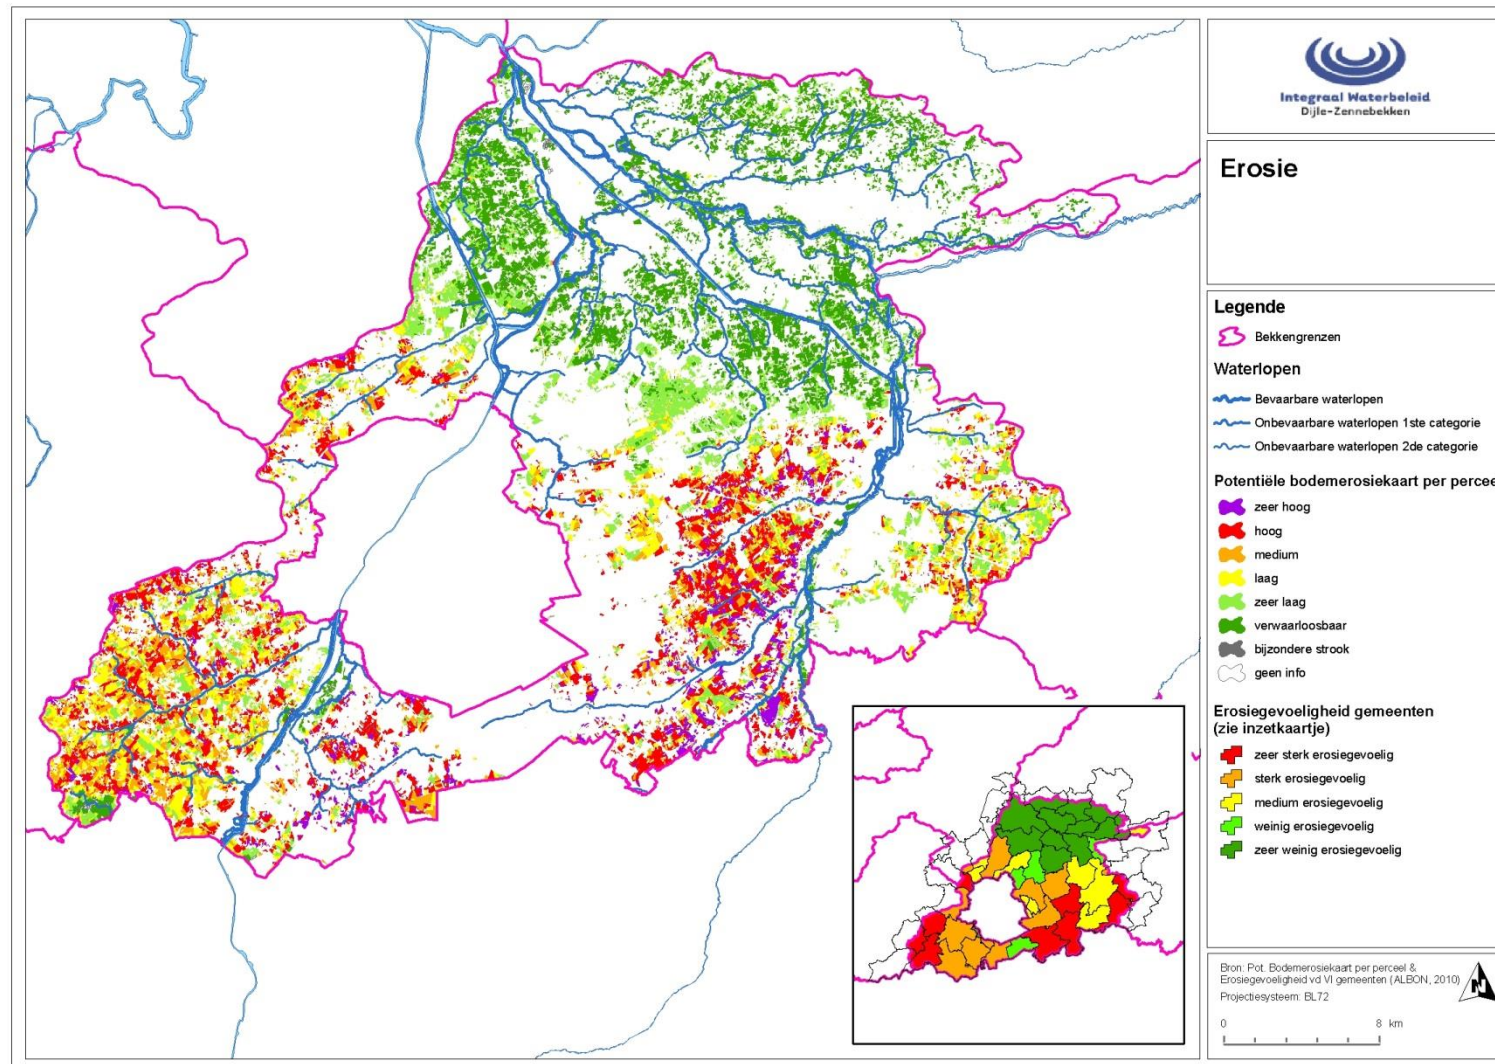 Integraal Waterbeleid
Dijle-Zennebekken
Erosie
Legende
Bekkengrenzen
Waterlopen
Bevaarbare waterlopen
Onbevaarbare waterlopen 1ste categorie
Onbevaarbare waterlopen 2de categorie
Potentiële bodemerosiekaart per percee
zeer hoog
hoog
medium
laag
zeer laag
verwaarloosbaar
bijzondere strook
geen info
Erosiegevoeligheid gemeenten
(zie inzetkaartje)
zeer sterk erosiegevoelig
sterk erosiegevoelig
medium erosiegevoelig
weinig erosiegevoelig
zeer weinig erosiegevoelig
Bron: Pot. Bodemerosiekaart per perceel &
Erosiegevoeligheid vd Vl gemeenten (ALBON, 2010)
Projectiesysteem: BL72
N
0 8 km